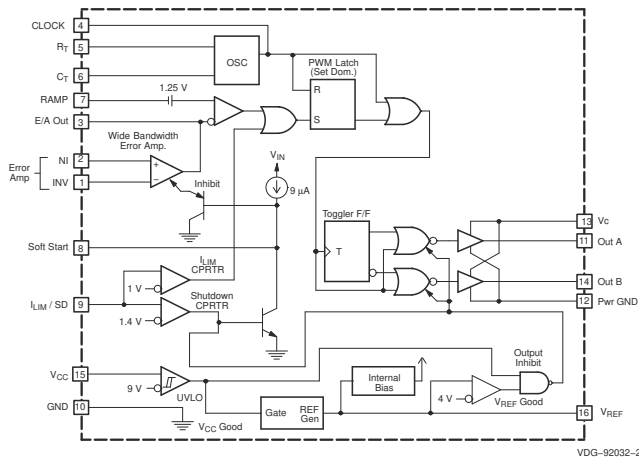 CLOCK 4
RT 5
CT 6
RAMP 7
E/A Out 3
OSC
1.25 V
PWM Latch
(Set Dom.)
R
S
Wide Bandwidth
Error Amp.
Error
Amp
NI 2
INV 1
+
−
Inhibit
VIN
9 μA
Soft Start 8
Toggler F/F
T
13 Vc
11 Out A
14 Out B
12 Pwr GND
ILIM
CPRTR
1 V
ILIM / SD 9
Shutdown
CPRTR
1.4 V
VCC 15
9 V
UVLO
GND 10
VCC Good
Gate
REF
Gen
Internal
Bias
4 V
VREF Good
Output
Inhibit
16 VREF
VDG−92032−2